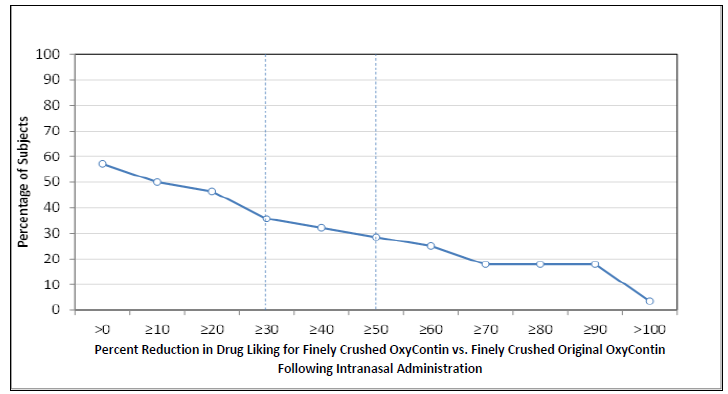 100
90
80
70
60
50
40
30
20
10
0
Percentage of Subjects
>0 ≥10 ≥20 ≥30 ≥40 ≥50 ≥60 ≥70 ≥80 ≥90 >100
Percent Reduction in Drug Liking for Finely Crushed OxyContin vs. Finely Crushed Original OxyContin
Following Intranasal Administration